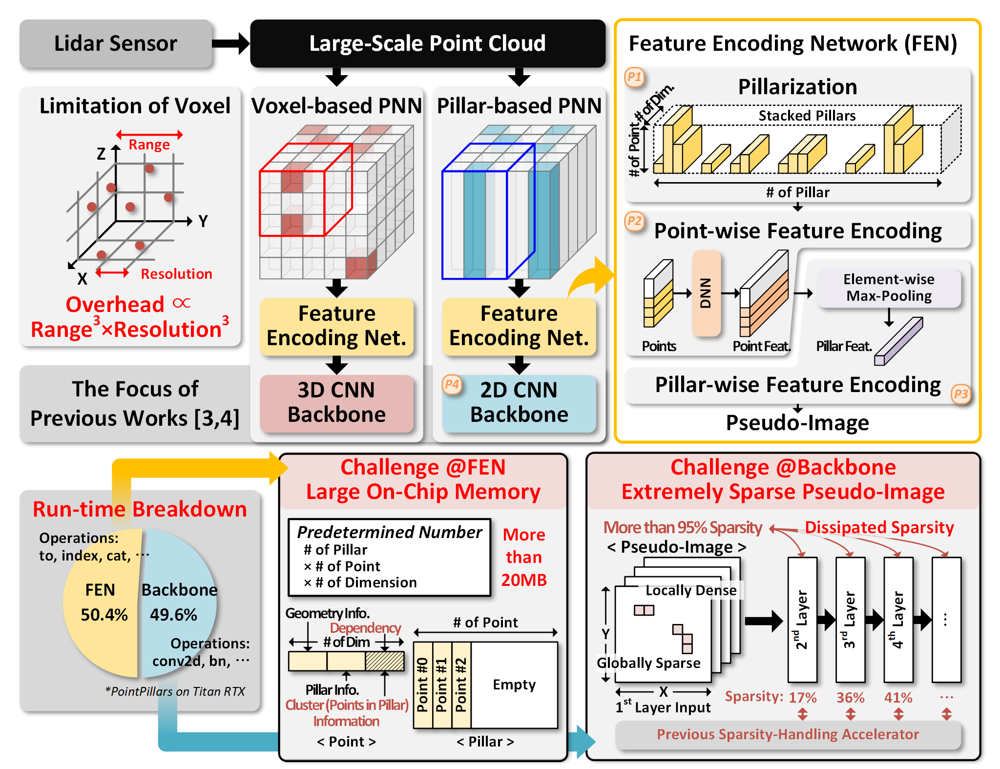 Lidar Sensor
Large-Scale Point Cloud
Limitation of Voxel
Range
Z
Y
X
Resolution
Overhead ∝
Range³×Resolution³
Voxel-based PNN
Feature
Encoding Net.
3D CNN
Backbone
Pillar-based PNN
Feature
Encoding Net.
P4
2D CNN
Backbone
The Focus of
Previous Works [3,4]
Feature Encoding Network (FEN)
P1
Pillarization
# of Dim.
Stacked Pillars
# of Point
# of Pillar
P2
Point-wise Feature Encoding
DNN
Points
Point Feat.
Element-wise
Max-Pooling
Pillar Feat.
Pillar-wise Feature Encoding
P3
Pseudo-Image
Run-time Breakdown
Operations:
to, index, cat, ⋯
FEN
50.4%
Backbone
49.6%
Operations:
conv2d, bn, ⋯
*PointPillars on Titan RTX
Challenge @FEN
Large On-Chip Memory
Predetermined Number
# of Pillar
× # of Point
× # of Dimension
More
than
20MB
Geometry Info.
Dependency
# of Dim
Pillar Info.
Cluster (Points in Pillar)
Information
< Point >
# of Point
Point #0
Point #1
Point #2
Empty
< Pillar >
Challenge @Backbone
Extremely Sparse Pseudo-Image
More than 95% Sparsity
Dissipated Sparsity
< Pseudo-Image >
Locally Dense
Y
Globally Sparse
X
1st Layer Input
2nd Layer
3rd Layer
4th Layer
⋯
Sparsity: 17% 36% 41% ⋯
Previous Sparsity-Handling Accelerator